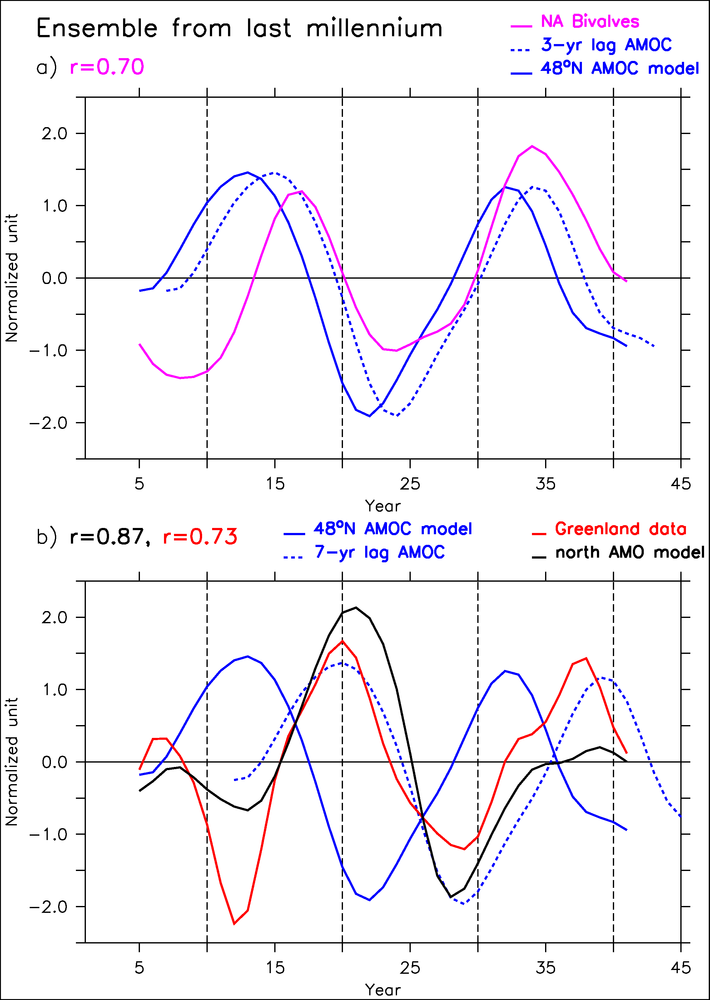 Ensemble from last millennium
NA Bivalves
3-yr lag AMOC
a) r=0.70
48°N AMOC model
2.0
1.0
0.0
-1.0
-2.0
Normalized unit
5 15 25 35 45
Year
b) r=0.87, r=0.73
48°N AMOC model
7-yr lag AMOC
Greenland data
north AMO model
2.0
1.0
0.0
-1.0
-2.0
Normalized unit
5 15 25 35 45
Year